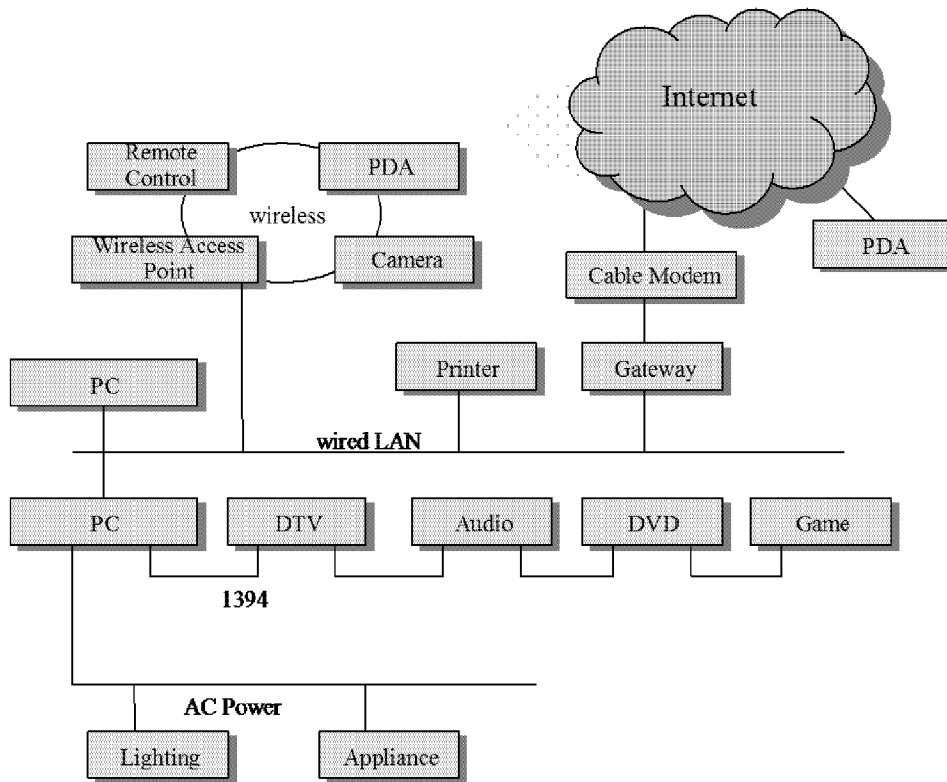 Internet
Remote
Control
PDA
wireless
Wireless Access
Point
Camera
PDA
Cable Modem
PC
Printer
Gateway
wired LAN
PC
DTV
Audio
DVD
Game
1394
AC Power
Lighting
Appliance